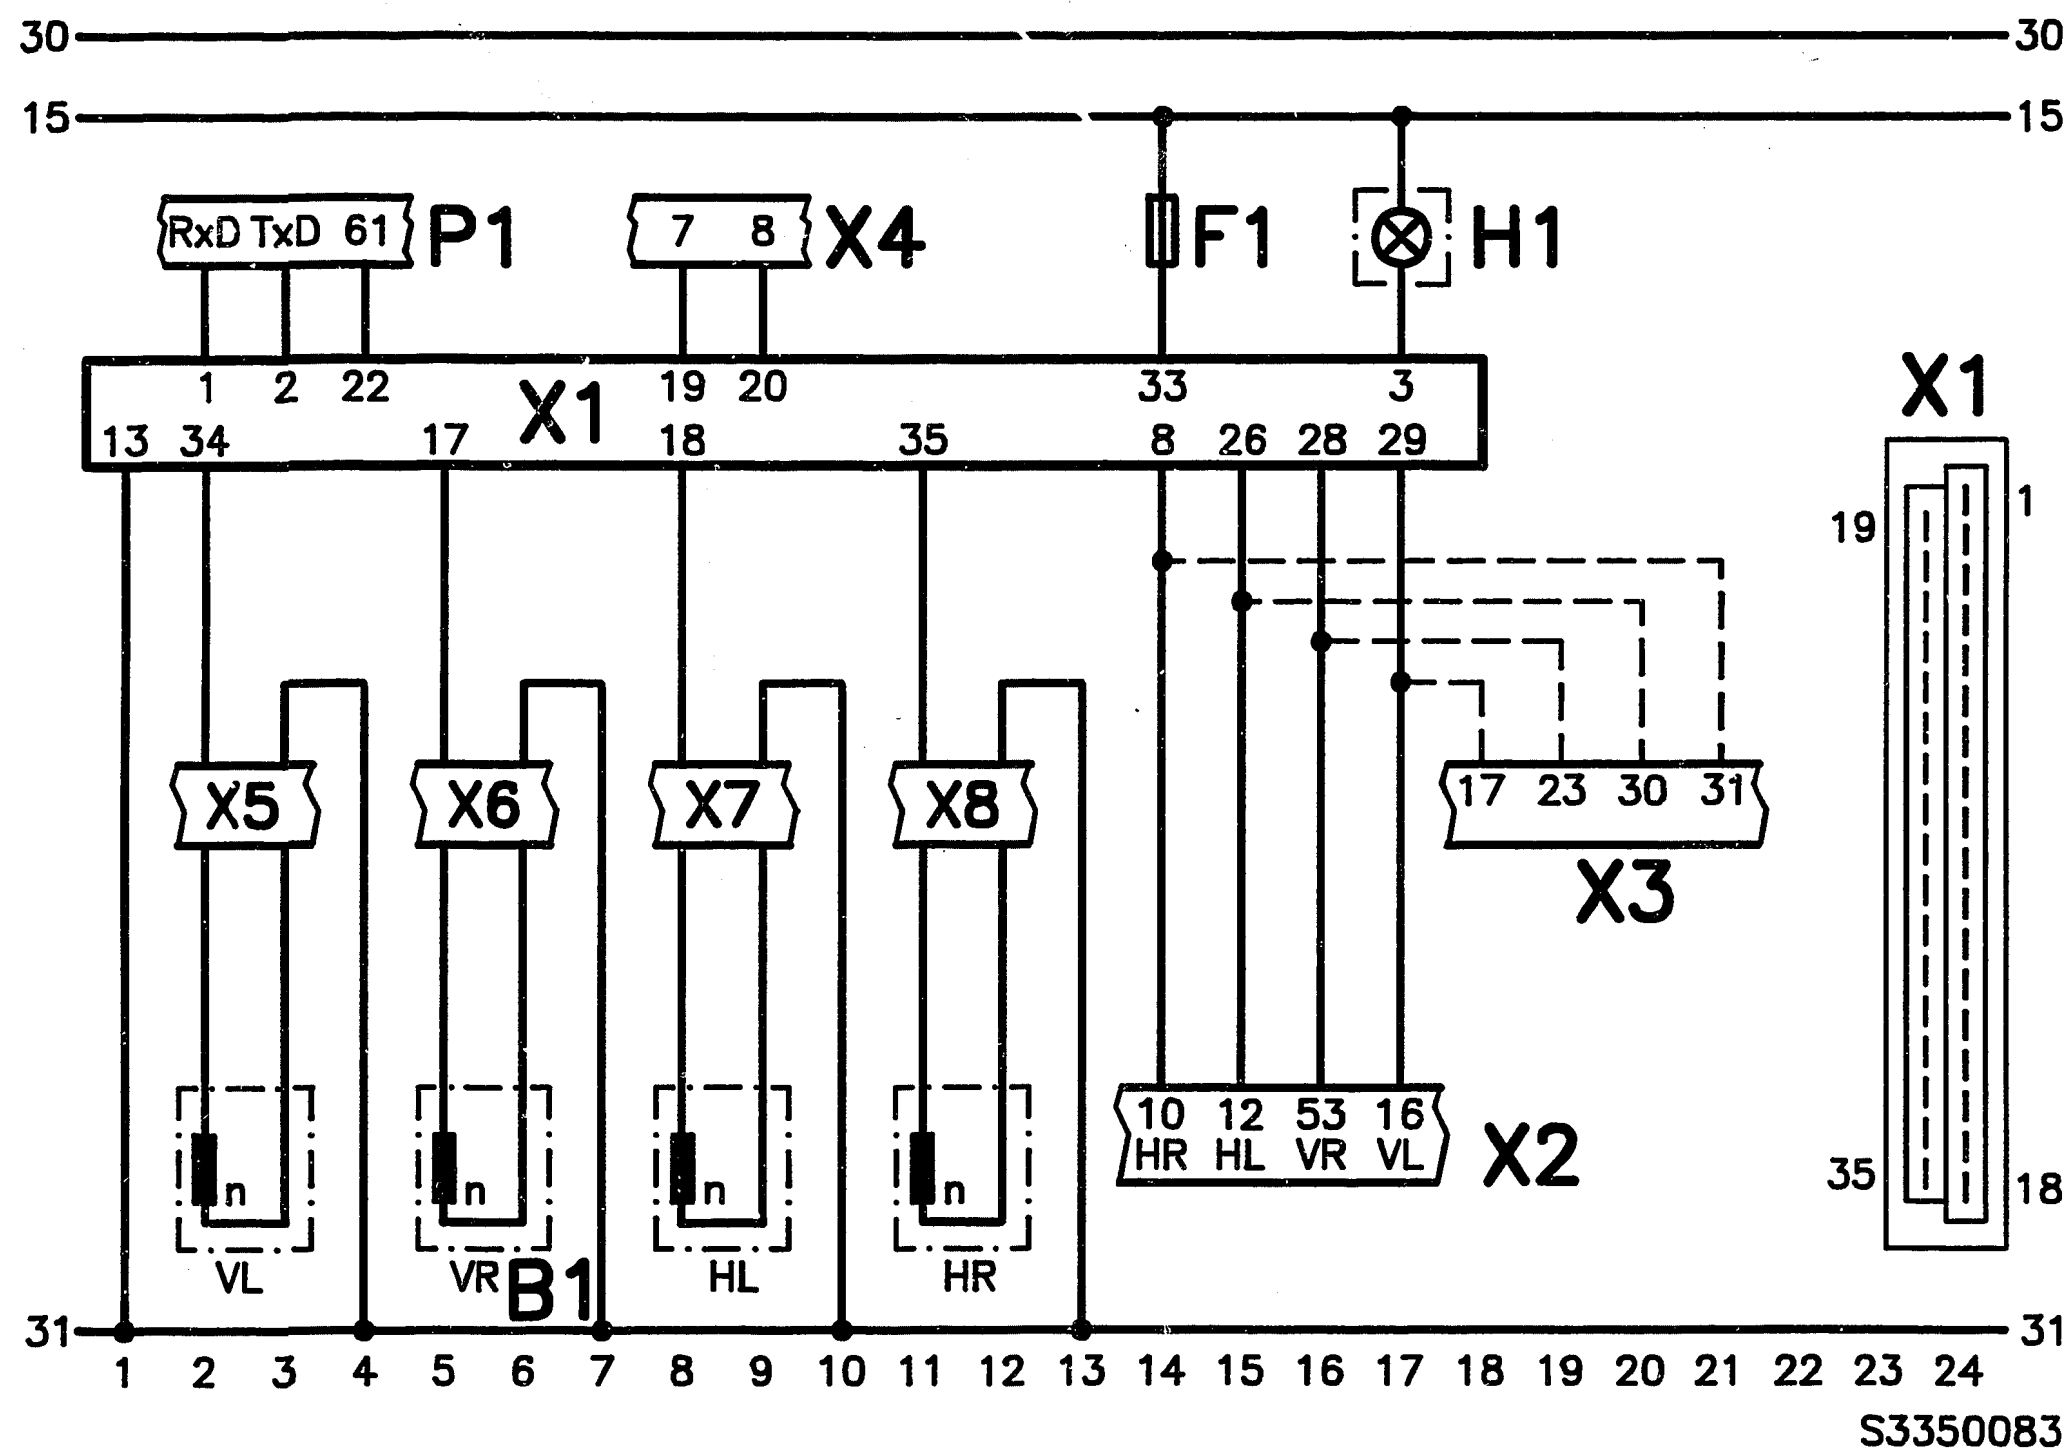 30 30
15 15
RxD TxD 61 P1 7 8 X4 F1 H1
1 2 22 X1 19 20 33 3
13 34 17 18 35 8 26 28 29
X1
1
19
X5 X6 X7 X8 17 23 30 31
X3
10 12 53 16
HR HL VR VL X2
35 18
n n n n
VL VR B1 HL HR
31 31
1 2 3 4 5 6 7 8 9 10 11 12 13 14 15 16 17 18 19 20 21 22 23 24
S3350083